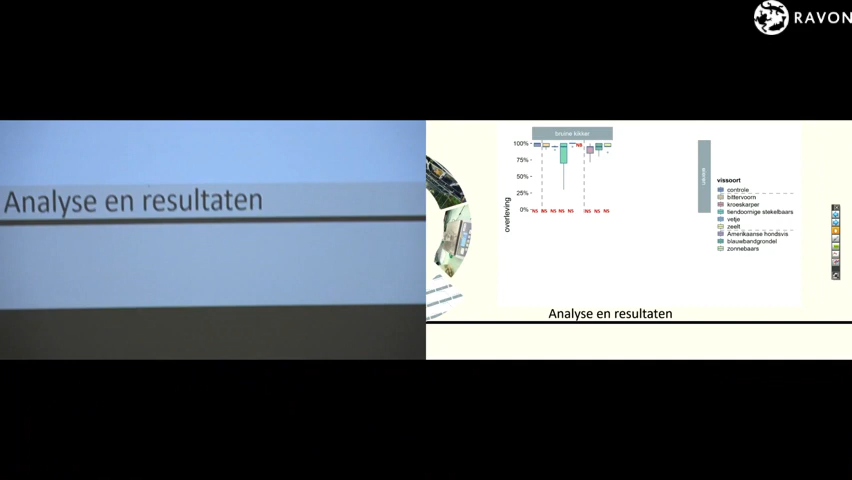 RAVON
Analyse en resultaten
bruine kikker
100%
75%
50%
25%
0%
overleving
NB
NS NS NS NS NS NS NS NS
vissoort
controle
bittervoorn
kroeskarper
tiendoornige stekelbaars
vetje
zeelt
Amerikaanse hondsvis
blauwbandgrondel
zonnebaars
Analyse en resultaten